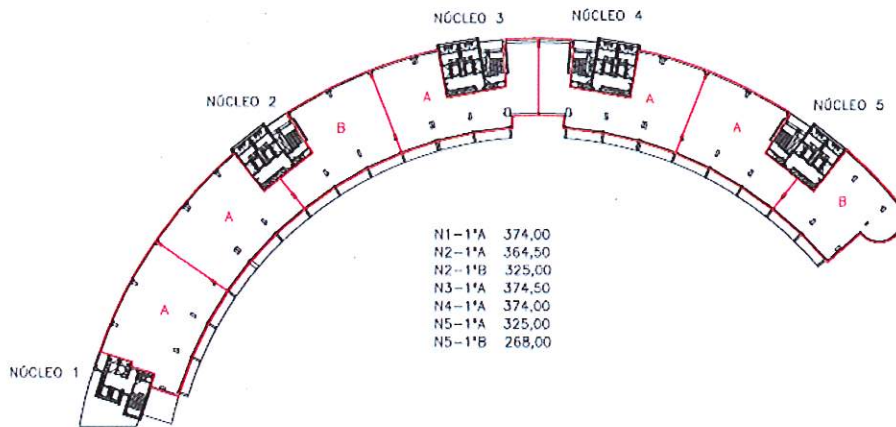 NÚCLEO 3
NÚCLEO 4
NÚCLEO 2
NÚCLEO 5
A
A
B
A
A
B
A
N1-1ªA 374,00
N2-1ªA 364,50
N2-1ªB 325,00
N3-1ªA 374,50
N4-1ªA 374,00
N5-1ªA 325,00
N5-1ªB 268,00
NÚCLEO 1